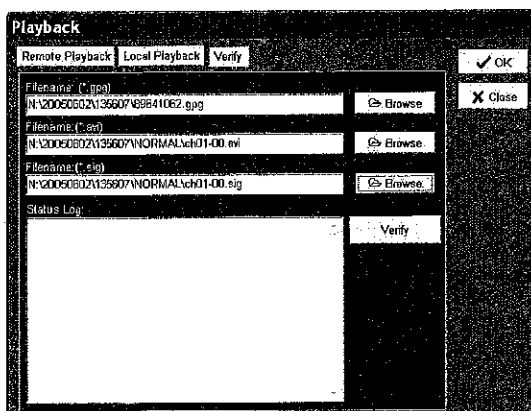 Playback
Remote Playback Local Playback Verify
OK
Close
Filename: (*.gpg)
N:\20050602\135607\89841062.gpg Browse
Filename:(*.avi)
N:\20050602\135607\NORMAL\ch01-00.avi Browse
Filename:(*.sig)
N:\20050602\135607\NORMAL\ch01-00.sig Browse
Status Log:
Verify